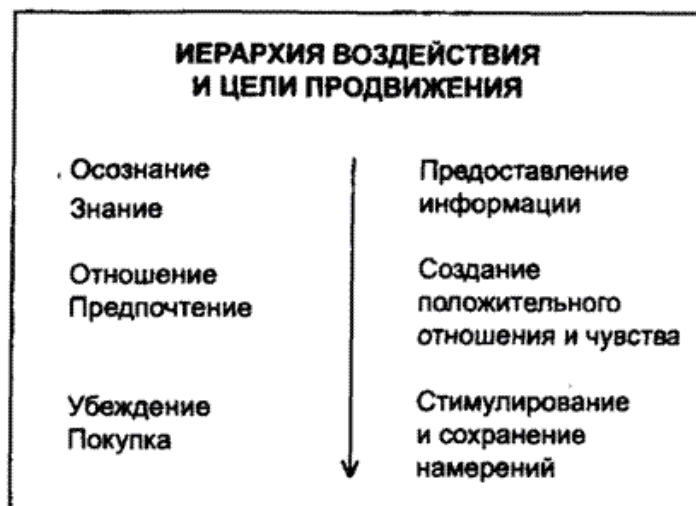 ИЕРАРХИЯ ВОЗДЕЙСТВИЯ
И ЦЕЛИ ПРОДВИЖЕНИЯ
Осознание
Знание
Предоставление
информации
Отношение
Предпочтение
Создание
положительного
отношения и чувства
Убеждение
Покупка
Стимулирование
и сохранение
намерений